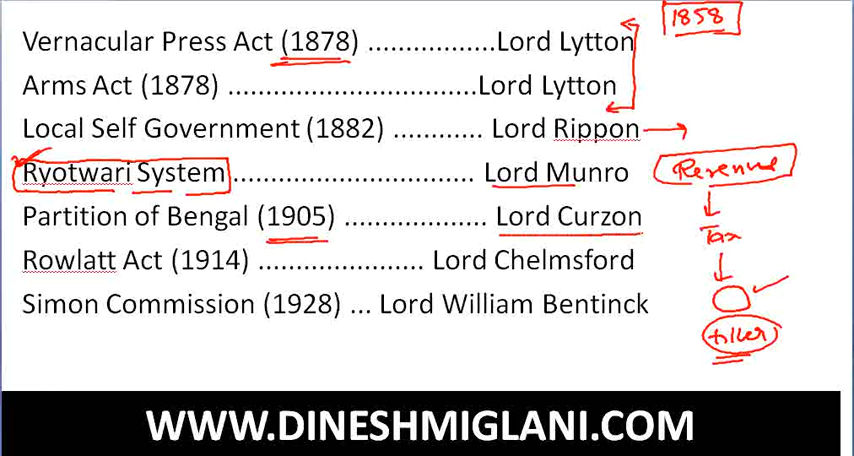 1858
Vernacular Press Act (1878) ................Lord Lytton
Arms Act (1878) ...............................Lord Lytton
Local Self Government (1882) ............ Lord Rippon
Ryotwari System............................... Lord Munro
Revenue
Partition of Bengal (1905) ................... Lord Curzon
Tax
Rowlatt Act (1914) ...................... Lord Chelmsford
Simon Commission (1928) ... Lord William Bentinck
tiller
WWW.DINESHMIGLANI.COM